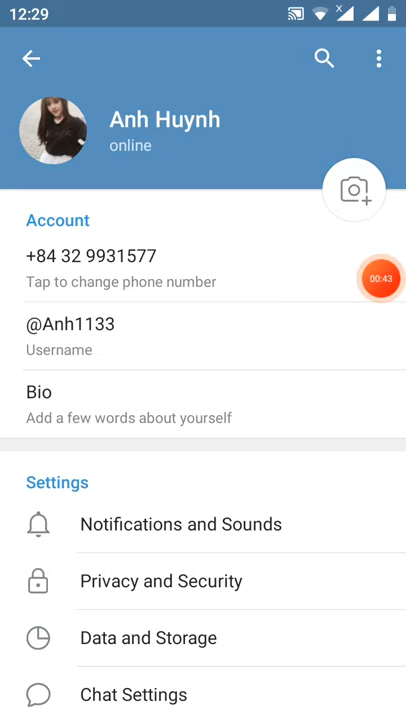 12:29
Anh Huynh
online
Account
+84 32 9931577
Tap to change phone number
00:43
@Anh1133
Username
Bio
Add a few words about yourself
Settings
Notifications and Sounds
Privacy and Security
Data and Storage
Chat Settings